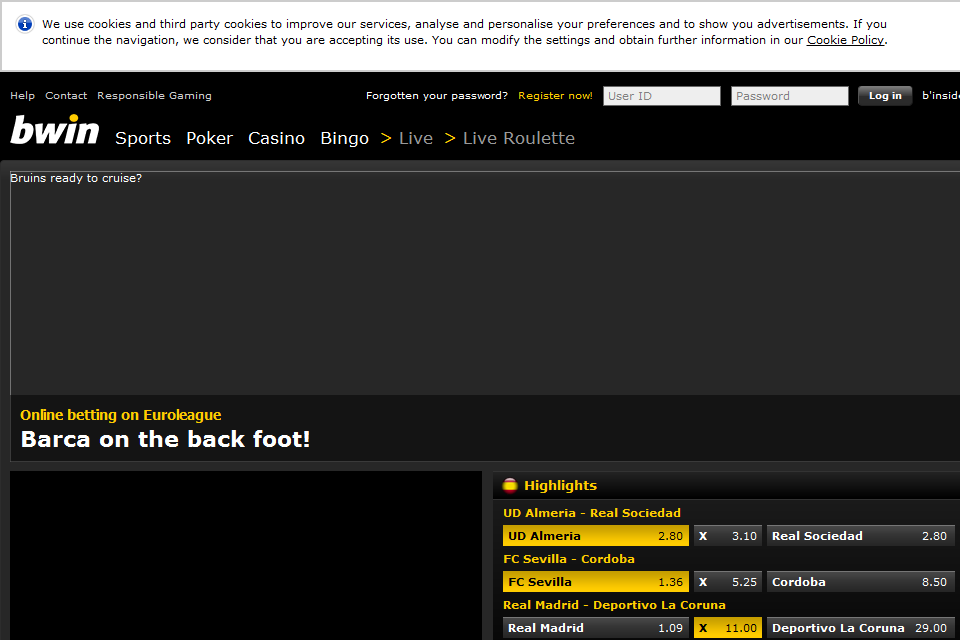 We use cookies and third party cookies to improve our services, analyse and personalise your preferences and to show you advertisements. If you
continue the navigation, we consider that you are accepting its use. You can modify the settings and obtain further information in our Cookie Policy.
Help Contact Responsible Gaming Forgotten your password? Register now! User ID Password Log in b'insid
bwin Sports Poker Casino Bingo > Live > Live Roulette
Bruins ready to cruise?
Online betting on Euroleague
Barca on the back foot!
Highlights
UD Almeria - Real Sociedad
UD Almeria 2.80 X 3.10 Real Sociedad 2.80
FC Sevilla - Cordoba
FC Sevilla 1.36 X 5.25 Cordoba 8.50
Real Madrid - Deportivo La Coruna
Real Madrid 1.09 X 11.00 Deportivo La Coruna 29.00